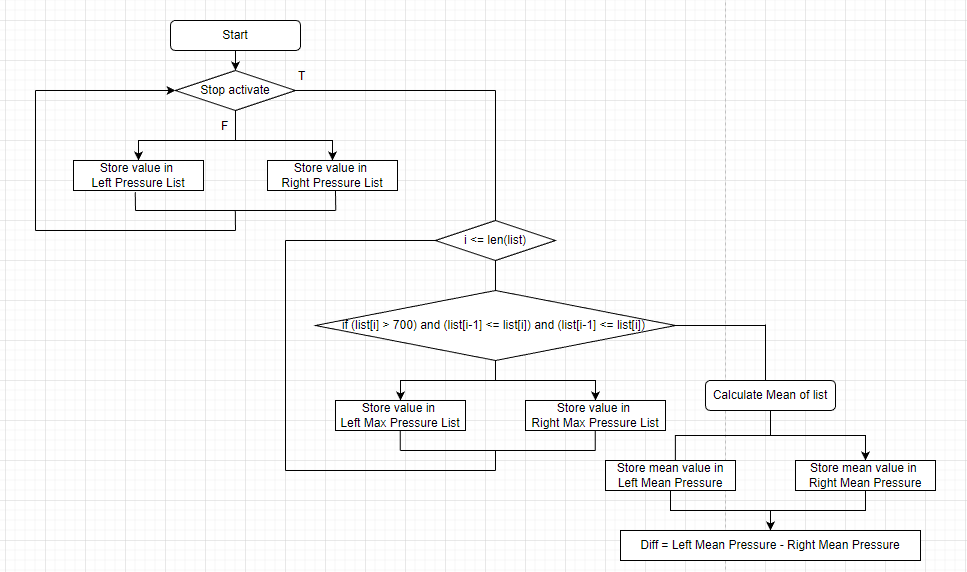 Start
T
Stop activate
F
Store value in
Left Pressure List
Store value in
Right Pressure List
i <= len(list)
if (list[i] > 700) and (list[i-1] <= list[i]) and (list[i-1] <= list[i])
Calculate Mean of list
Store value in
Left Max Pressure List
Store value in
Right Max Pressure List
Store mean value in
Left Mean Pressure
Store mean value in
Right Mean Pressure
Diff = Left Mean Pressure - Right Mean Pressure